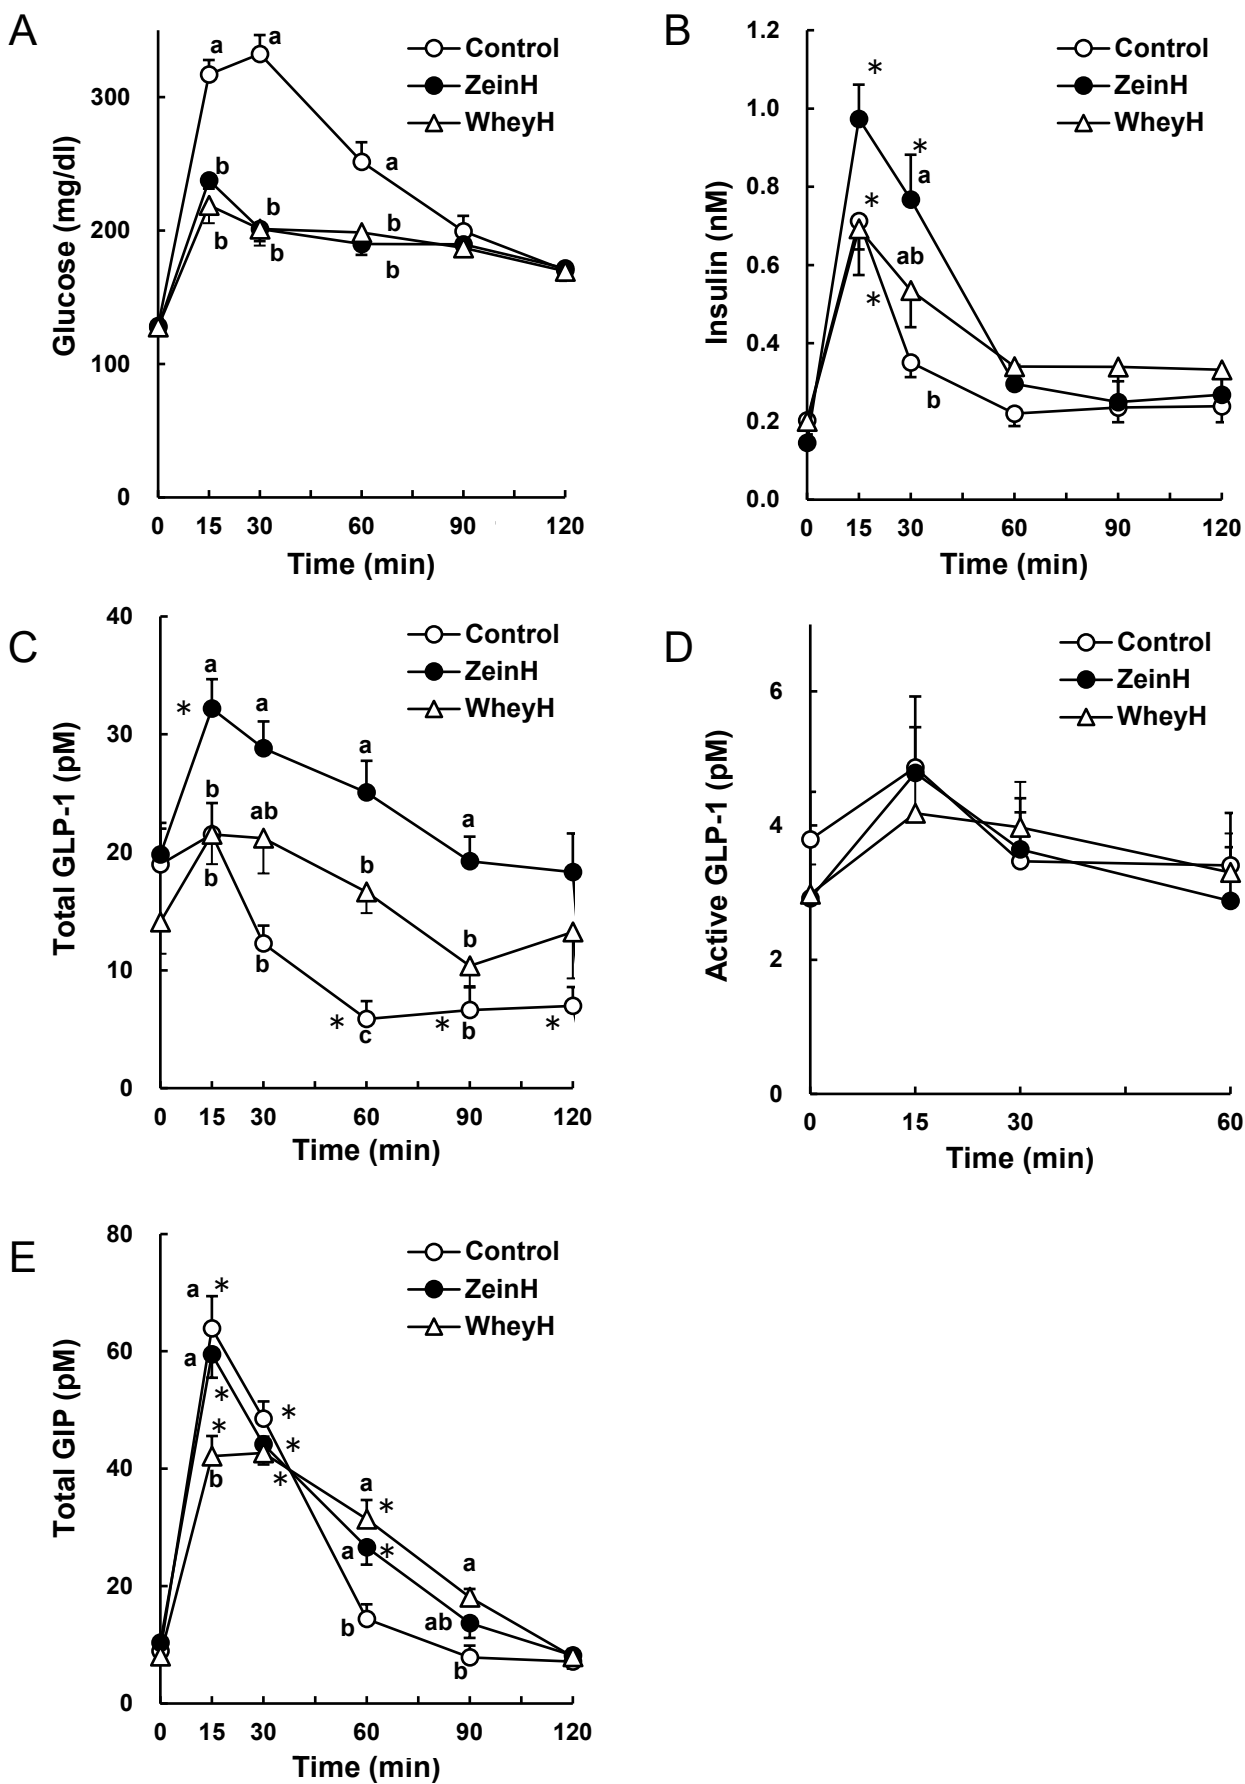 A
Control
ZeinH
WheyH
Glucose (mg/dl)
300
200
100
0
a
a
a
b
b
b
b
b
b
0 15 30 60 90 120
Time (min)
B
Control
ZeinH
WheyH
Insulin (nM)
1.2
1.0
0.8
0.6
0.4
0.2
0.0
*
*
a
*
ab
*
b
0 15 30 60 90 120
Time (min)
C
Control
ZeinH
WheyH
Total GLP-1 (pM)
40
30
20
10
0
a
*
a
a
a
b
ab
b
b
b
b
*
c
*
b
*
0 15 30 60 90 120
Time (min)
D
Control
ZeinH
WheyH
Active GLP-1 (pM)
6
4
2
0
0 15 30 60
Time (min)
E
Control
ZeinH
WheyH
Total GIP (pM)
80
60
40
20
0
a *
a
*
*
b
*
*
*
a
*
a *
b
a
ab
b
0 15 30 60 90 120
Time (min)